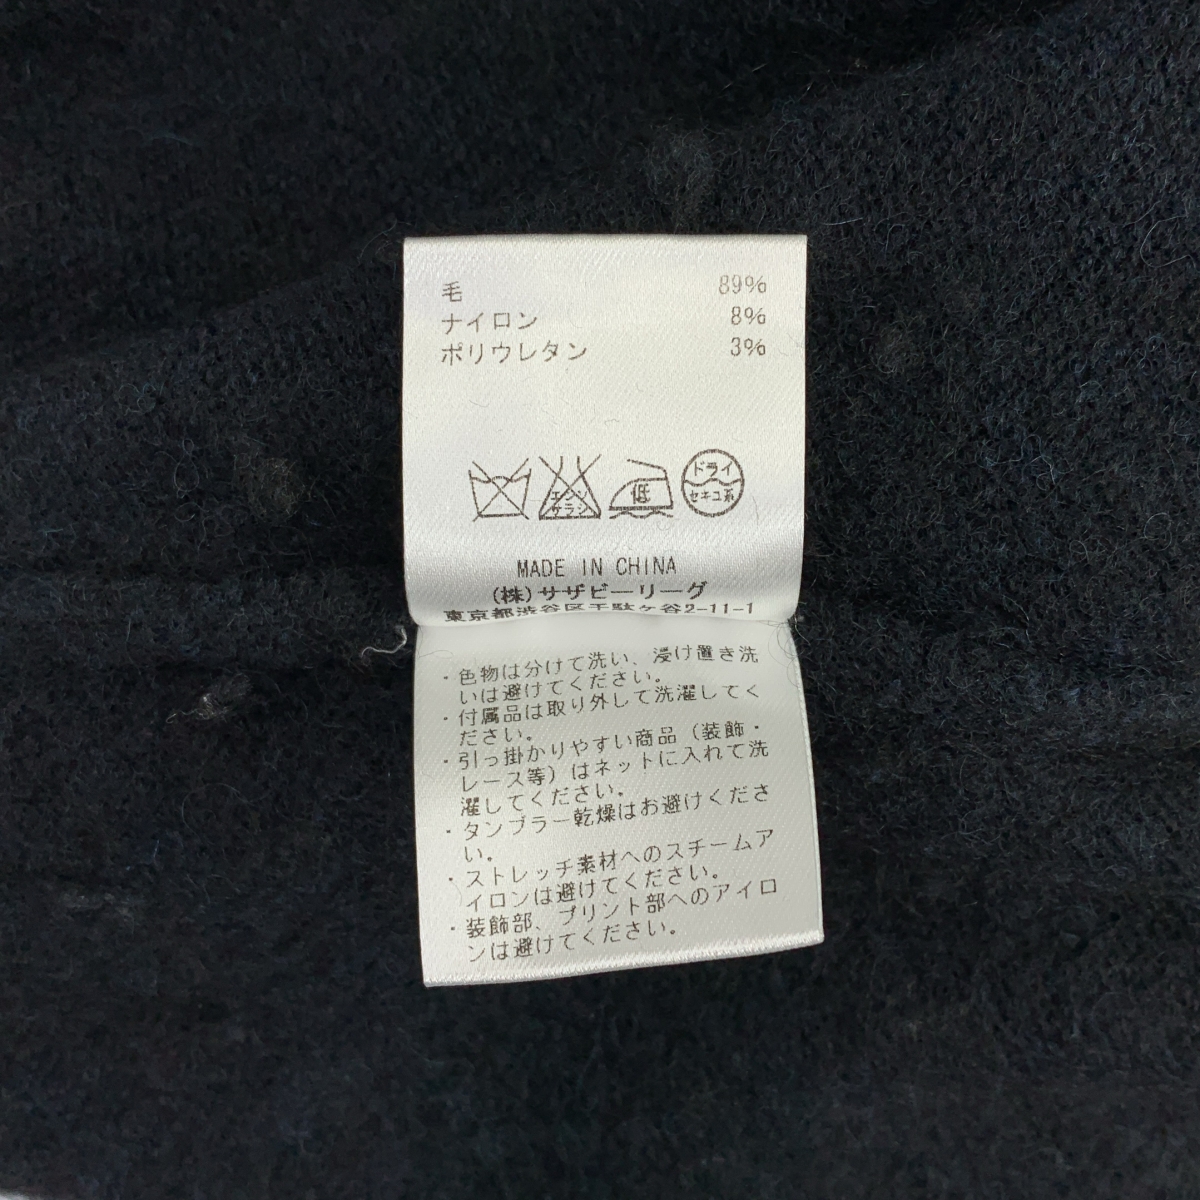 毛 89%
ナイロン 8%
ポリウレタン 3%
エンソ
サラシ
低
ドライ
セキユ系
MADE IN CHINA
(株)サザビーリーグ
東京都渋谷区千駄ヶ谷2-11-1
・色物は分けて洗い、浸け置き洗
いは避けてください。
・付属品は取り外して洗濯してく
ださい。
・引っ掛かりやすい商品（装飾・
レース等）はネットに入れて洗
濯してください。
・タンブラー乾燥はお避けくださ
い。
・ストレッチ素材へのスチームア
イロンは避けてください。
・装飾部、プリント部へのアイロ
ンは避けてください。